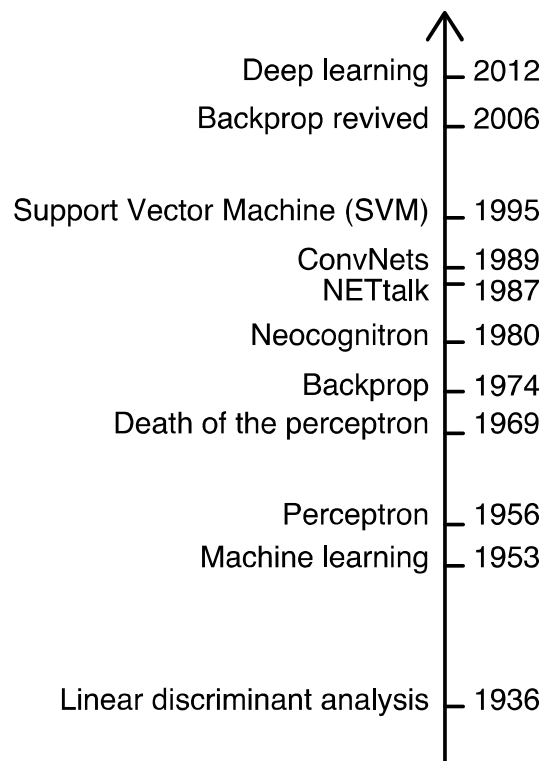 Deep learning 2012
Backprop revived 2006
Support Vector Machine (SVM) 1995
ConvNets 1989
NETtalk 1987
Neocognitron 1980
Backprop 1974
Death of the perceptron 1969
Perceptron 1956
Machine learning 1953
Linear discriminant analysis 1936